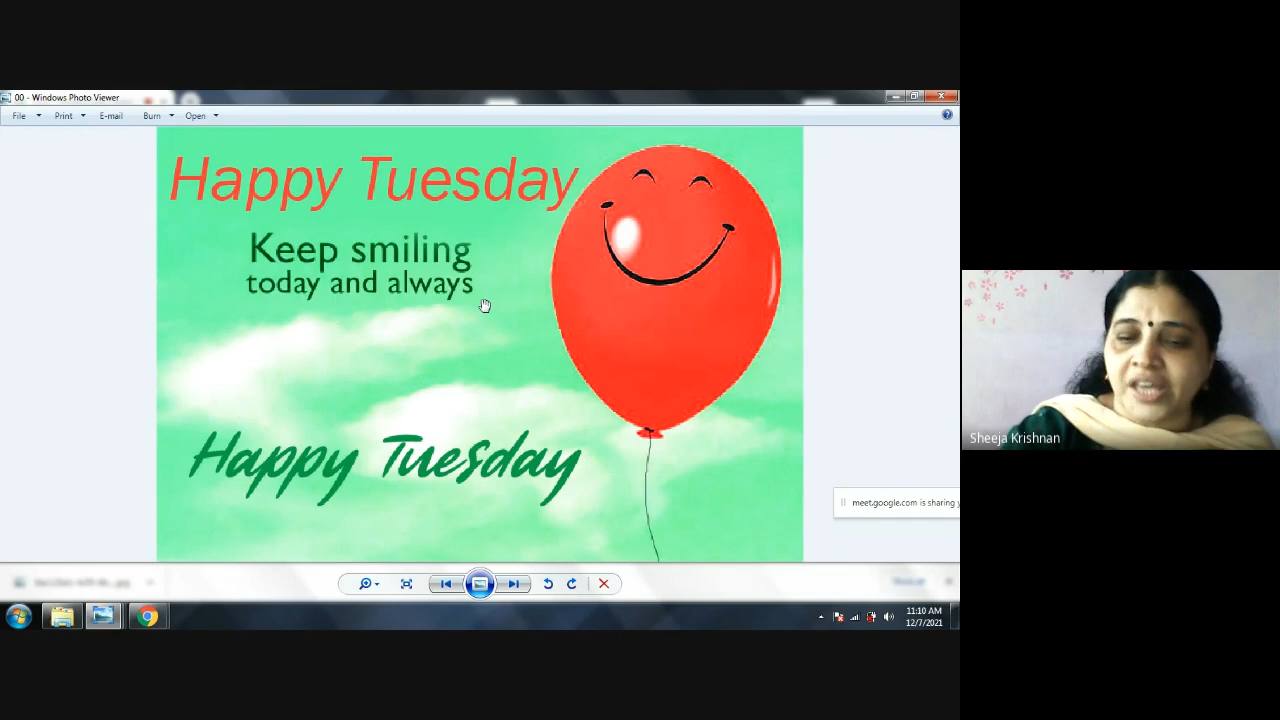 00 - Windows Photo Viewer
File Print E-mail Burn Open
Happy Tuesday
Keep smiling
today and always
Happy Tuesday
Sheeja Krishnan
meet.google.com is sharing
11:10 AM
12/7/2021